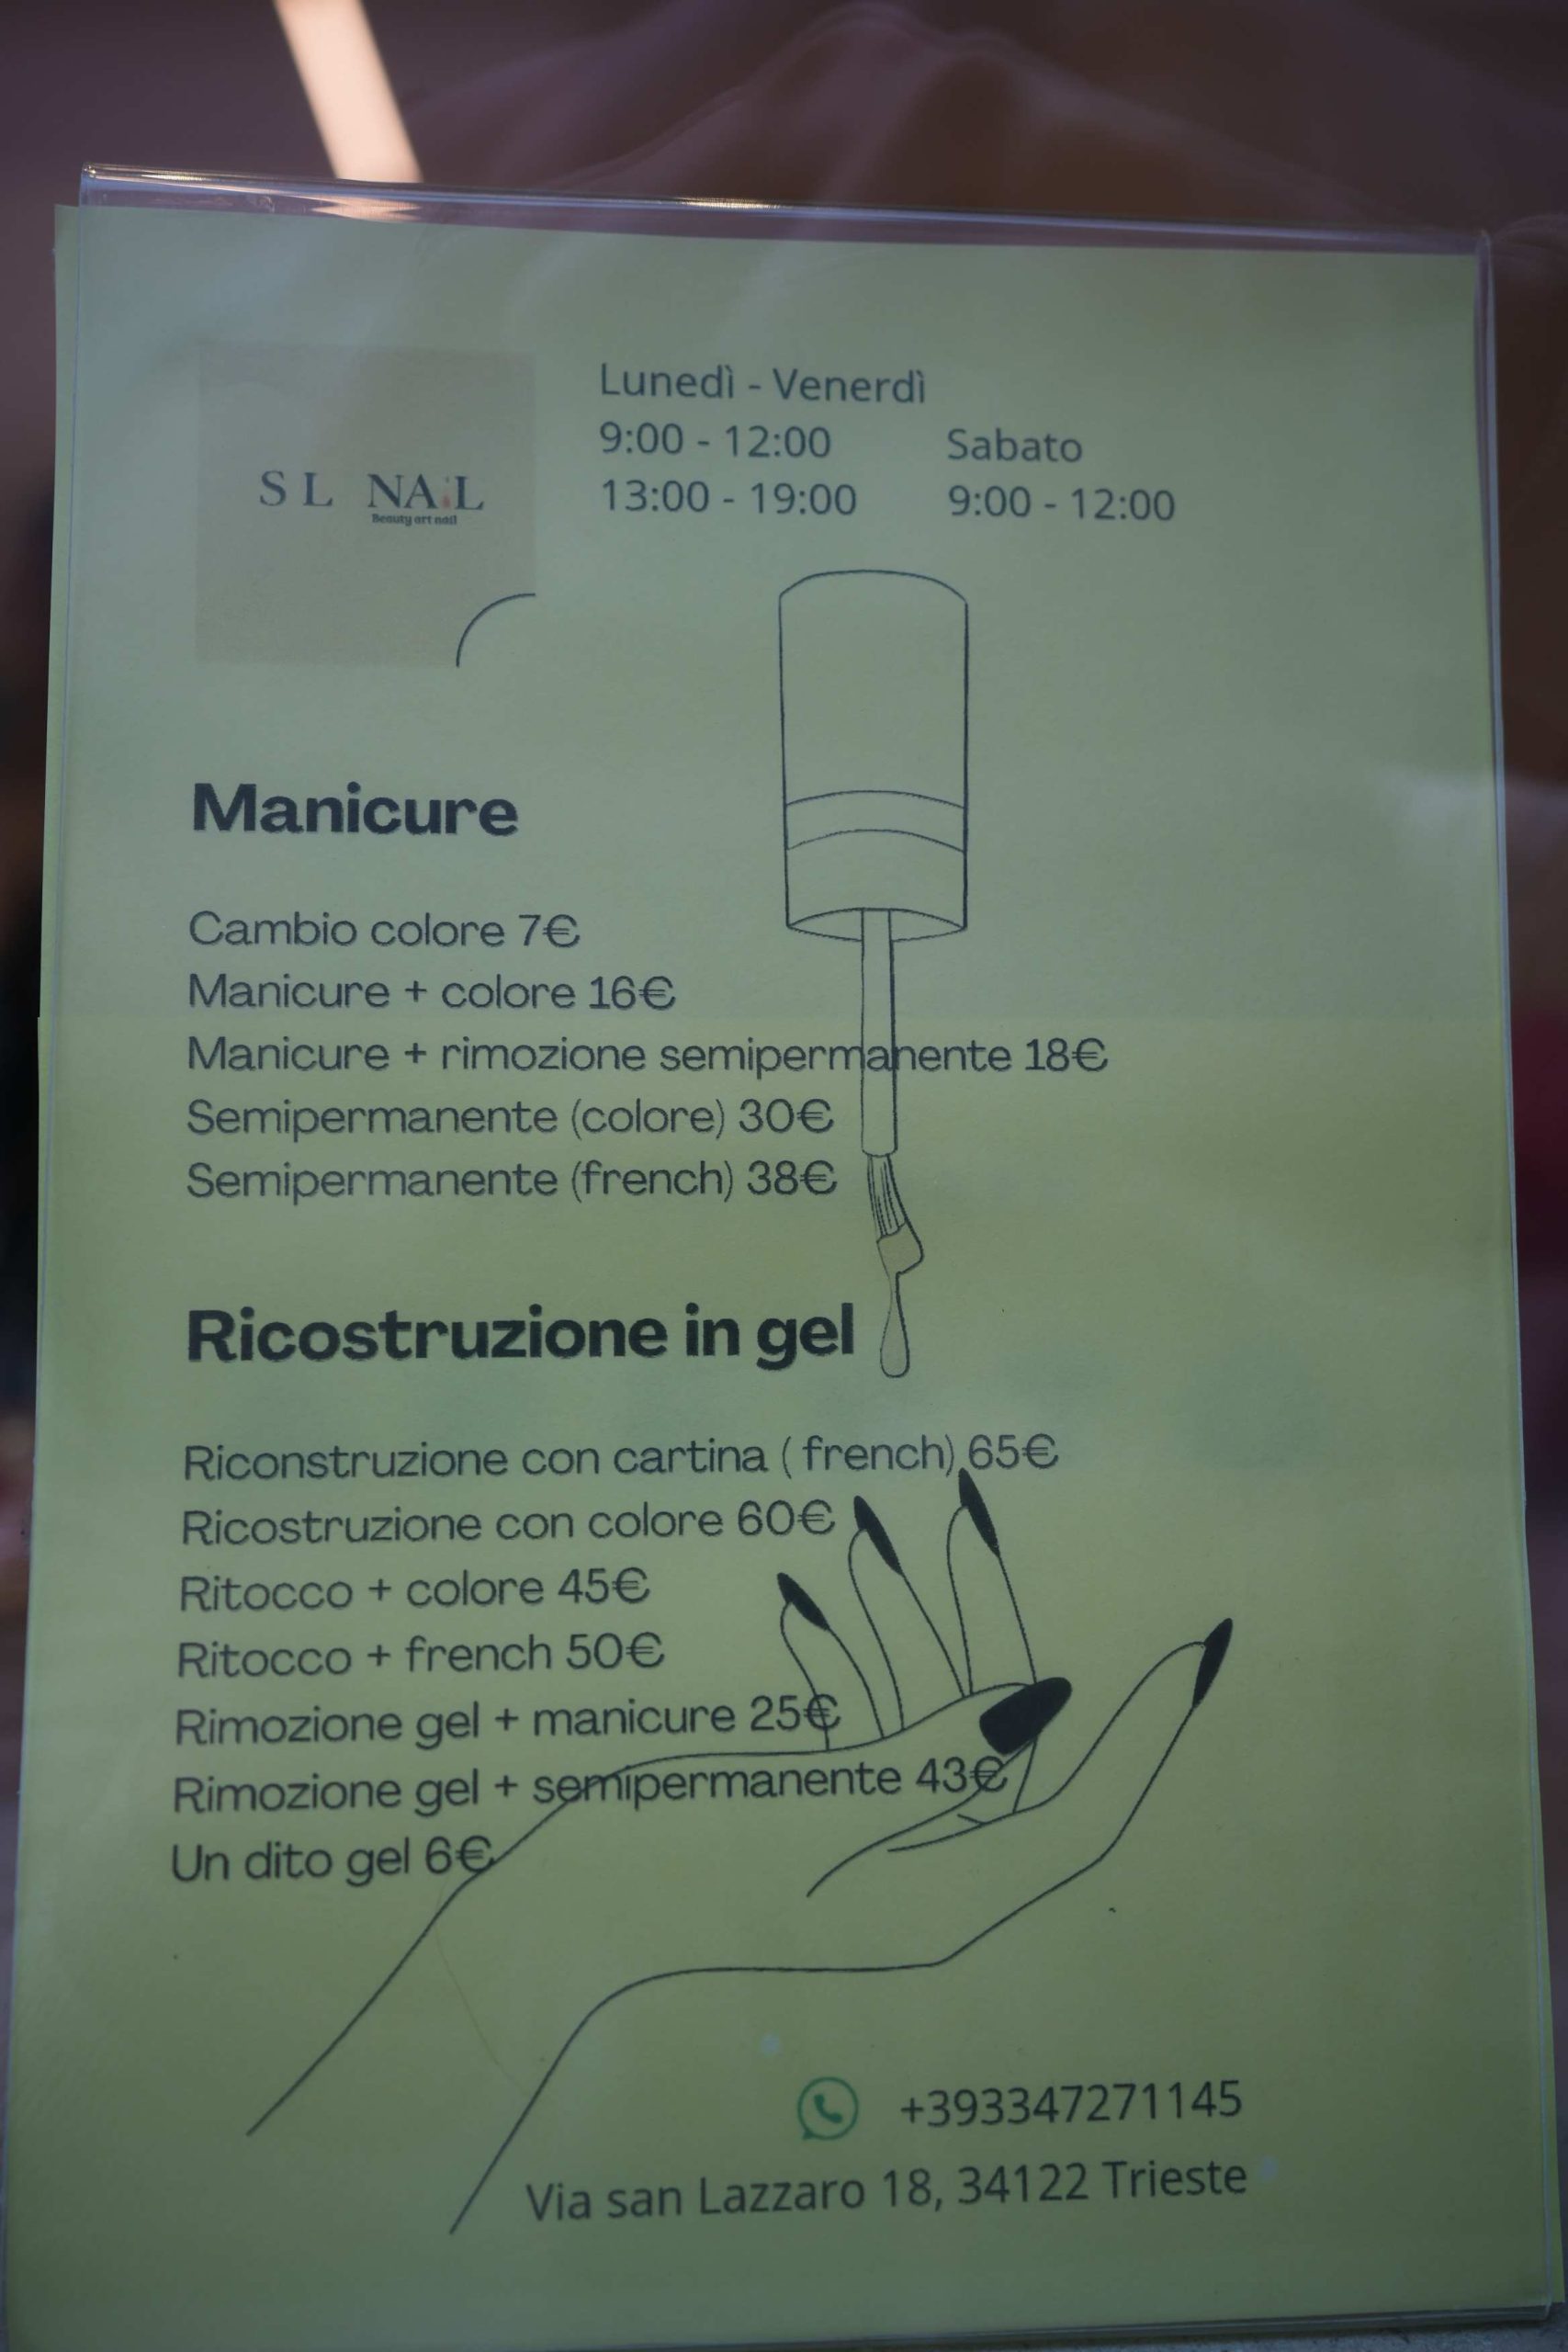 S L NAiL
Beauty art nail
Lunedì - Venerdì
9:00 - 12:00
13:00 - 19:00
Sabato
9:00 - 12:00
Manicure
Cambio colore 7€
Manicure + colore 16€
Manicure + rimozione semipermanente 18€
Semipermanente (colore) 30€
Semipermanente (french) 38€
Ricostruzione in gel
Riconstruzione con cartina ( french) 65€
Ricostruzione con colore 60€
Ritocco + colore 45€
Ritocco + french 50€
Rimozione gel + manicure 25€
Rimozione gel + semipermanente 43€
Un dito gel 6€
+393347271145
Via san Lazzaro 18, 34122 Trieste